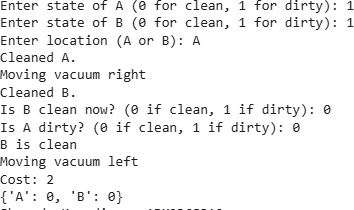 Enter state of A (0 for clean, 1 for dirty): 1
Enter state of B (0 for clean, 1 for dirty): 1
Enter location (A or B): A
Cleaned A.
Moving vacuum right
Cleaned B.
Is B clean now? (0 if clean, 1 if dirty): 0
Is A dirty? (0 if clean, 1 if dirty): 0
B is clean
Moving vacuum left
Cost: 2
{'A': 0, 'B': 0}